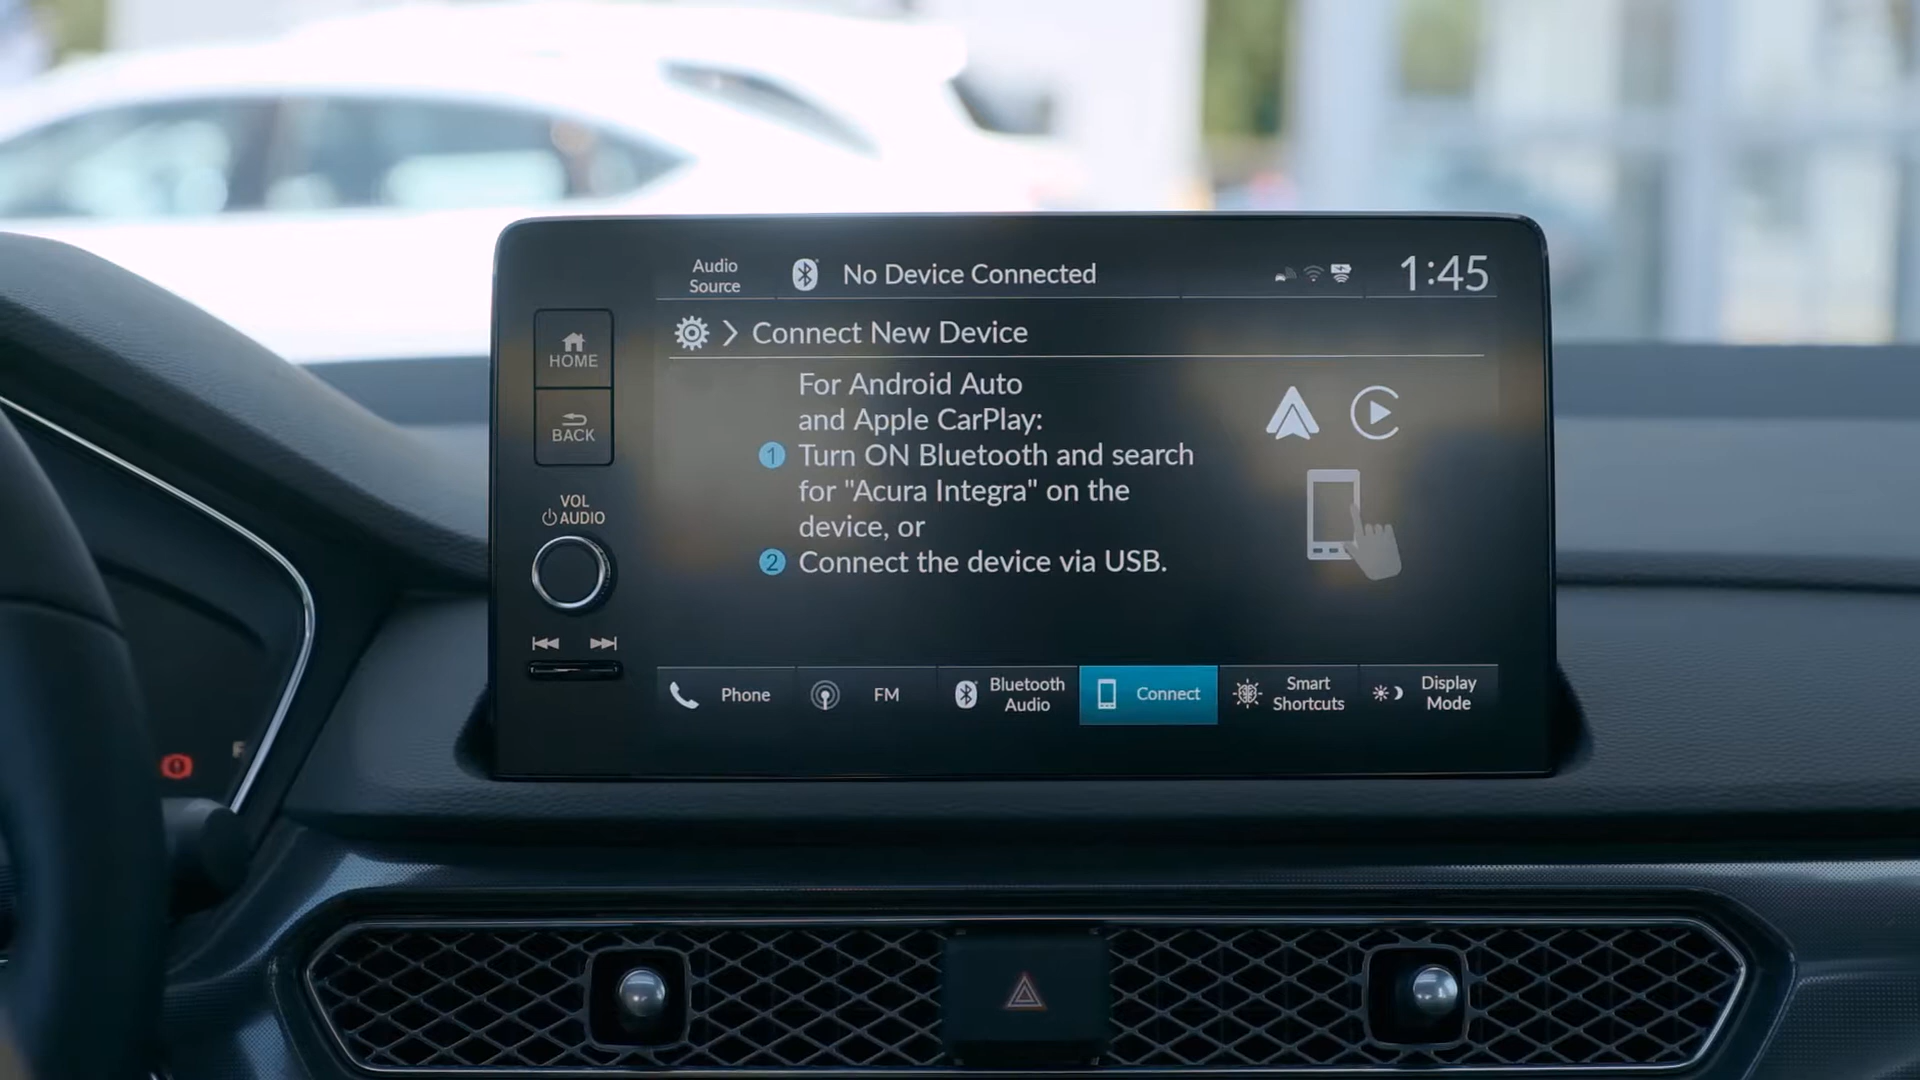 Audio
Source
No Device Connected
1:45
HOME
BACK
VOL
AUDIO
Connect New Device
For Android Auto
and Apple CarPlay:
1 Turn ON Bluetooth and search
for "Acura Integra" on the
device, or
2 Connect the device via USB.
Phone
FM
Bluetooth
Audio
Connect
Smart
Shortcuts
Display
Mode
F